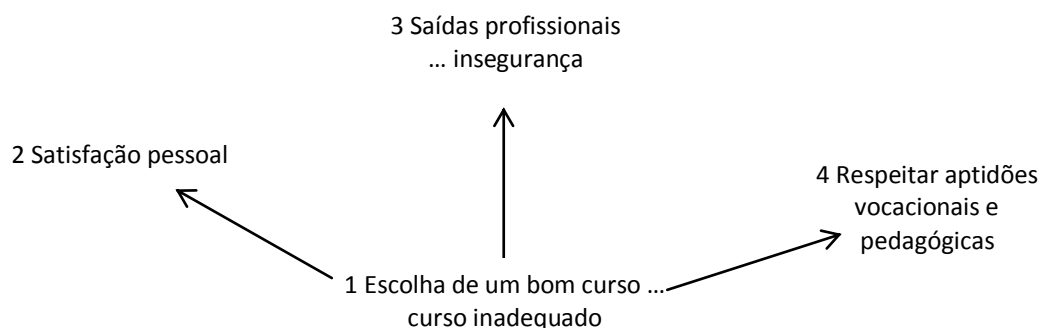 3 Saídas profissionais
... insegurança
2 Satisfação pessoal
4 Respeitar aptidões
vocacionais e
pedagógicas
1 Escolha de um bom curso ...
curso inadequado